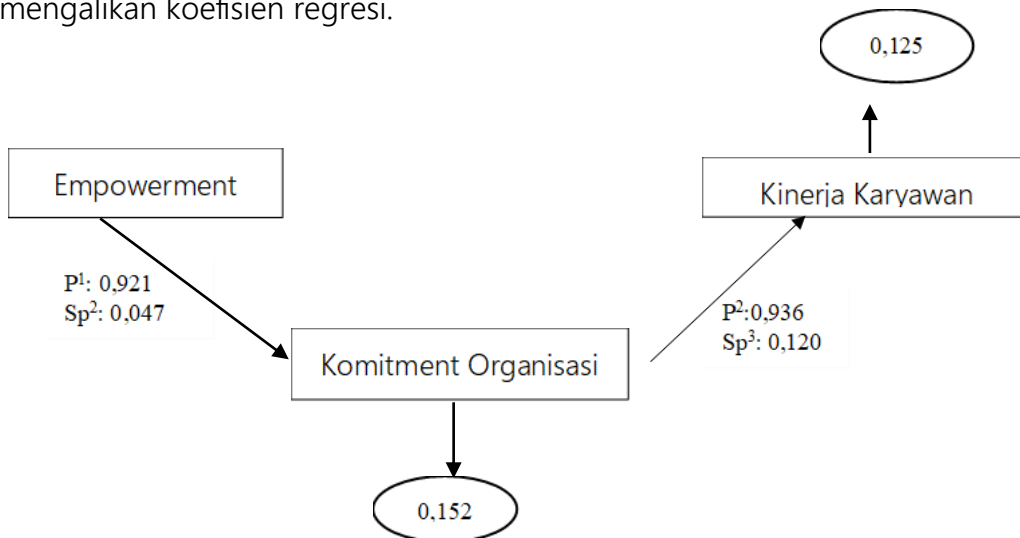 mengalikan koefisien regresi.
0,125
Empowerment
Kinerja Karyawan
P¹: 0,921
Sp²: 0,047
P²:0,936
Sp³: 0,120
Komitment Organisasi
0,152